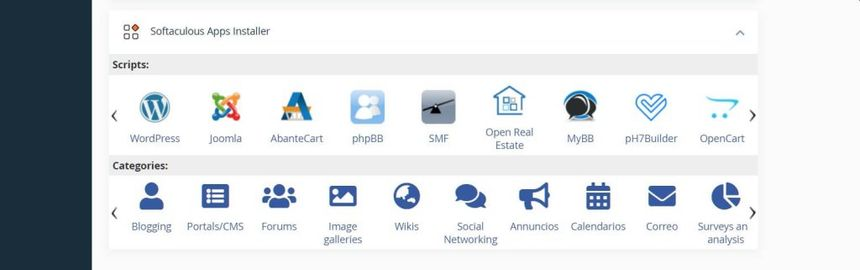 Softaculous Apps Installer
Scripts:
WordPress Joomla AbanteCart phpBB SMF Open Real Estate MyBB pH7Builder OpenCart
Categories:
Blogging Portals/CMS Forums Image galleries Wikis Social Networking Annuncios Calendarios Correo Surveys an analysis